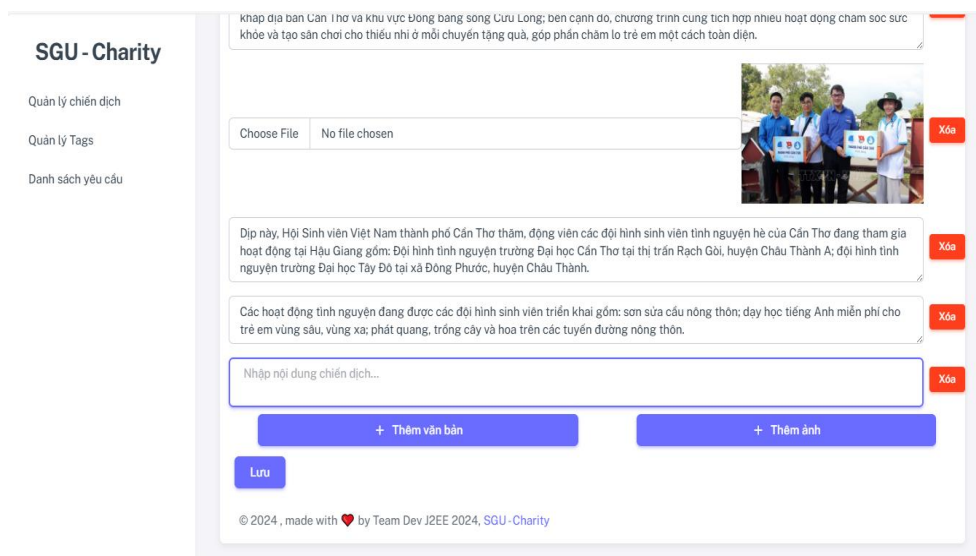 SGU - Charity
Quản lý chiến dịch
Quản lý Tags
Danh sách yêu cầu
khắp địa bàn Cần Thơ và khu vực Đồng bằng sông Cửu Long; bên cạnh đó, chương trình cũng tích hợp nhiều hoạt động chăm sóc sức
khỏe và tạo sân chơi cho thiếu nhi ở mỗi chuyến tặng quà, góp phần chăm lo trẻ em một cách toàn diện.
Choose File No file chosen
Xóa
Dịp này, Hội Sinh viên Việt Nam thành phố Cần Thơ thăm, động viên các đội hình sinh viên tình nguyện hè của Cần Thơ đang tham gia
hoạt động tại Hậu Giang gồm: Đội hình tình nguyện trường Đại học Cần Thơ tại thị trấn Rạch Gòi, huyện Châu Thành A; đội hình tình
nguyện trường Đại học Tây Đô tại xã Đông Phước, huyện Châu Thành.
Xóa
Các hoạt động tình nguyện đang được các đội hình sinh viên triển khai gồm: sơn sửa cầu nông thôn; dạy học tiếng Anh miễn phí cho
trẻ em vùng sâu, vùng xa; phát quang, trồng cây và hoa trên các tuyến đường nông thôn.
Xóa
Nhập nội dung chiến dịch...
Xóa
+ Thêm văn bản
+ Thêm ảnh
Lưu
© 2024 , made with ❤ by Team Dev J2EE 2024, SGU - Charity